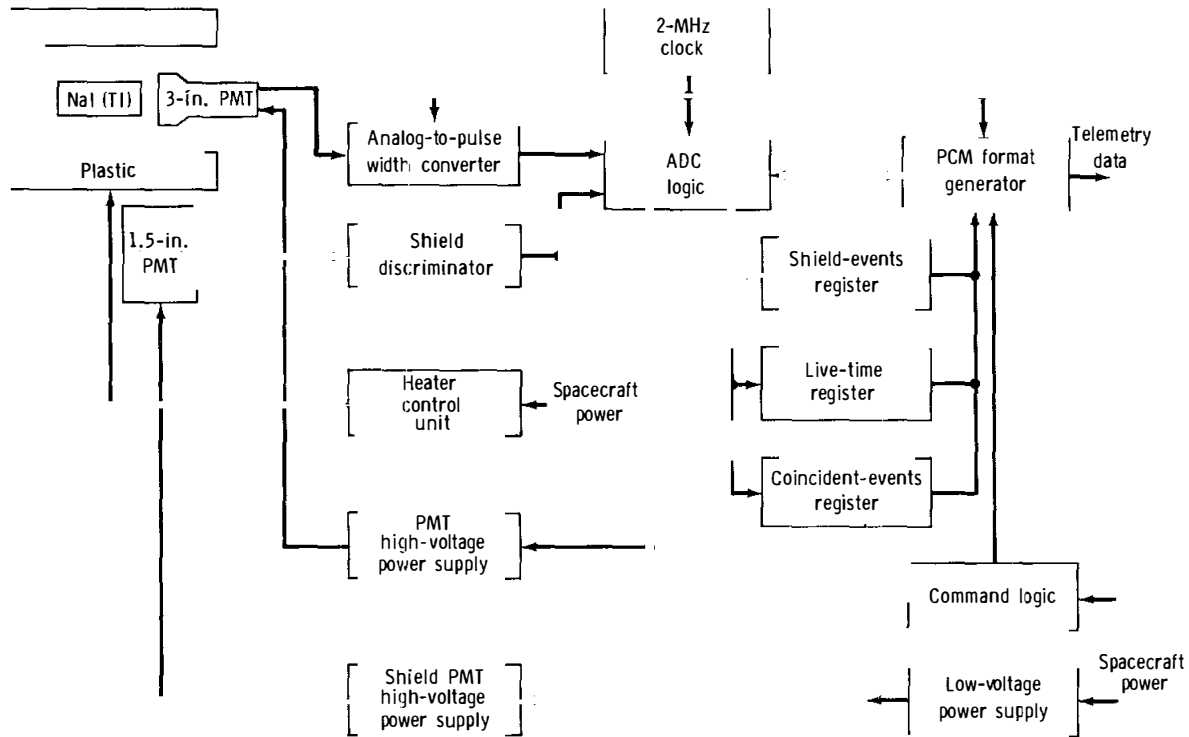 2-MHz
clock
NaI (Tl)
3-in. PMT
Analog-to-pulse
width converter
ADC
logic
PCM format
generator
Telemetry
data
Plastic
1.5-in.
PMT
Shield
discriminator
Shield-events
register
Heater
control
unit
Spacecraft
power
Live-time
register
Coincident-events
register
PMT
high-voltage
power supply
Command logic
Shield PMT
high-voltage
power supply
Low-voltage
power supply
Spacecraft
power